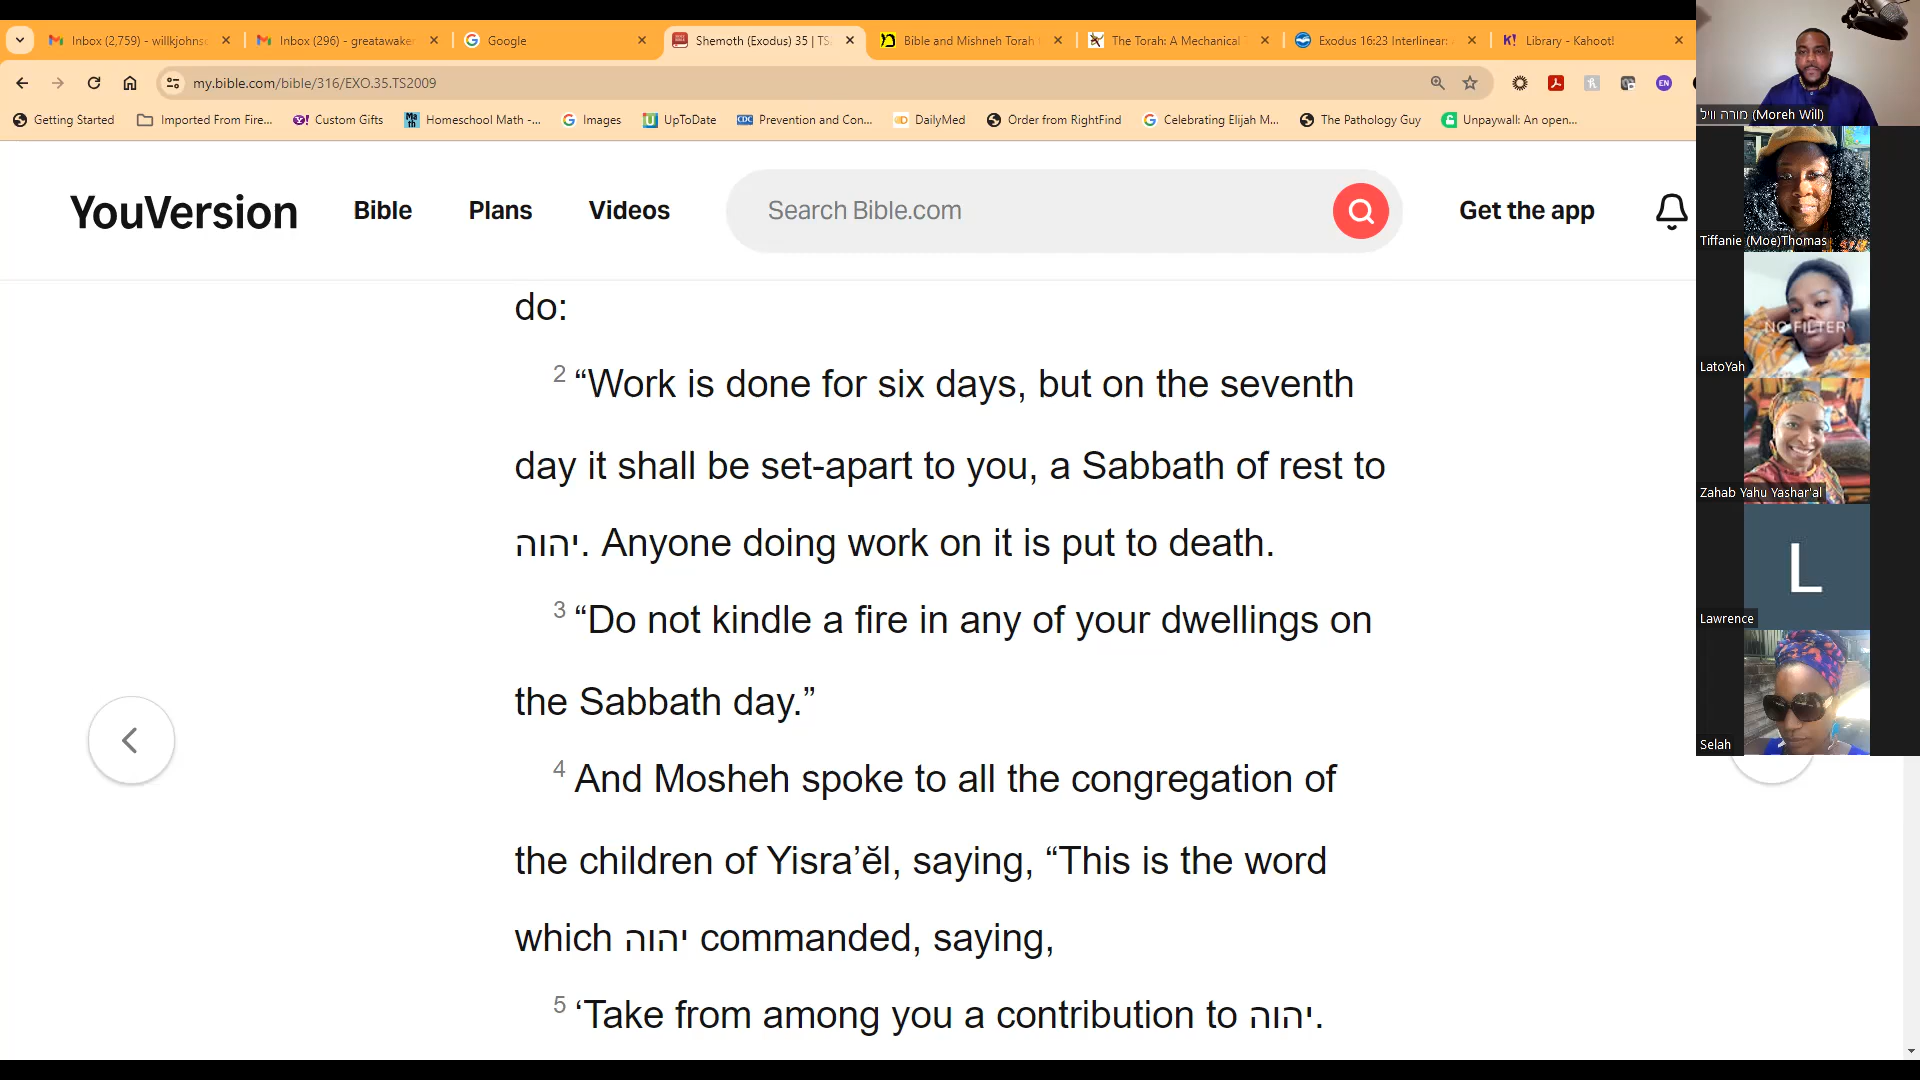 Inbox (2,759) - willkjohns
Inbox (296) - greatawake
Google
Shemoth (Exodus) 35 | TS
Bible and Mishneh Torah
The Torah: A Mechanical
Exodus 16:23 Interlinear:
Library - Kahoot!
my.bible.com/bible/316/EXO.35.TS2009
EN
Getting Started
Imported From Fire...
Custom Gifts
Homeschool Math -...
Images
UpToDate
Prevention and Con...
DailyMed
Order from RightFind
Celebrating Elijah M...
The Pathology Guy
Unpaywall: An open...
YouVersion
Bible
Plans
Videos
Search Bible.com
Get the app
do:
2 “Work is done for six days, but on the seventh
day it shall be set-apart to you, a Sabbath of rest to
יהוה. Anyone doing work on it is put to death.
3 “Do not kindle a fire in any of your dwellings on
the Sabbath day.”
4 And Mosheh spoke to all the congregation of
the children of Yisra’ĕl, saying, “This is the word
which יהוה commanded, saying,
5 ‘Take from among you a contribution to יהוה.
מורה וויל (Moreh Will)
Tiffanie (Moe)Thomas
NO FILTER
LatoYah
Zahab Yahu Yashar'al
L
Lawrence
Selah